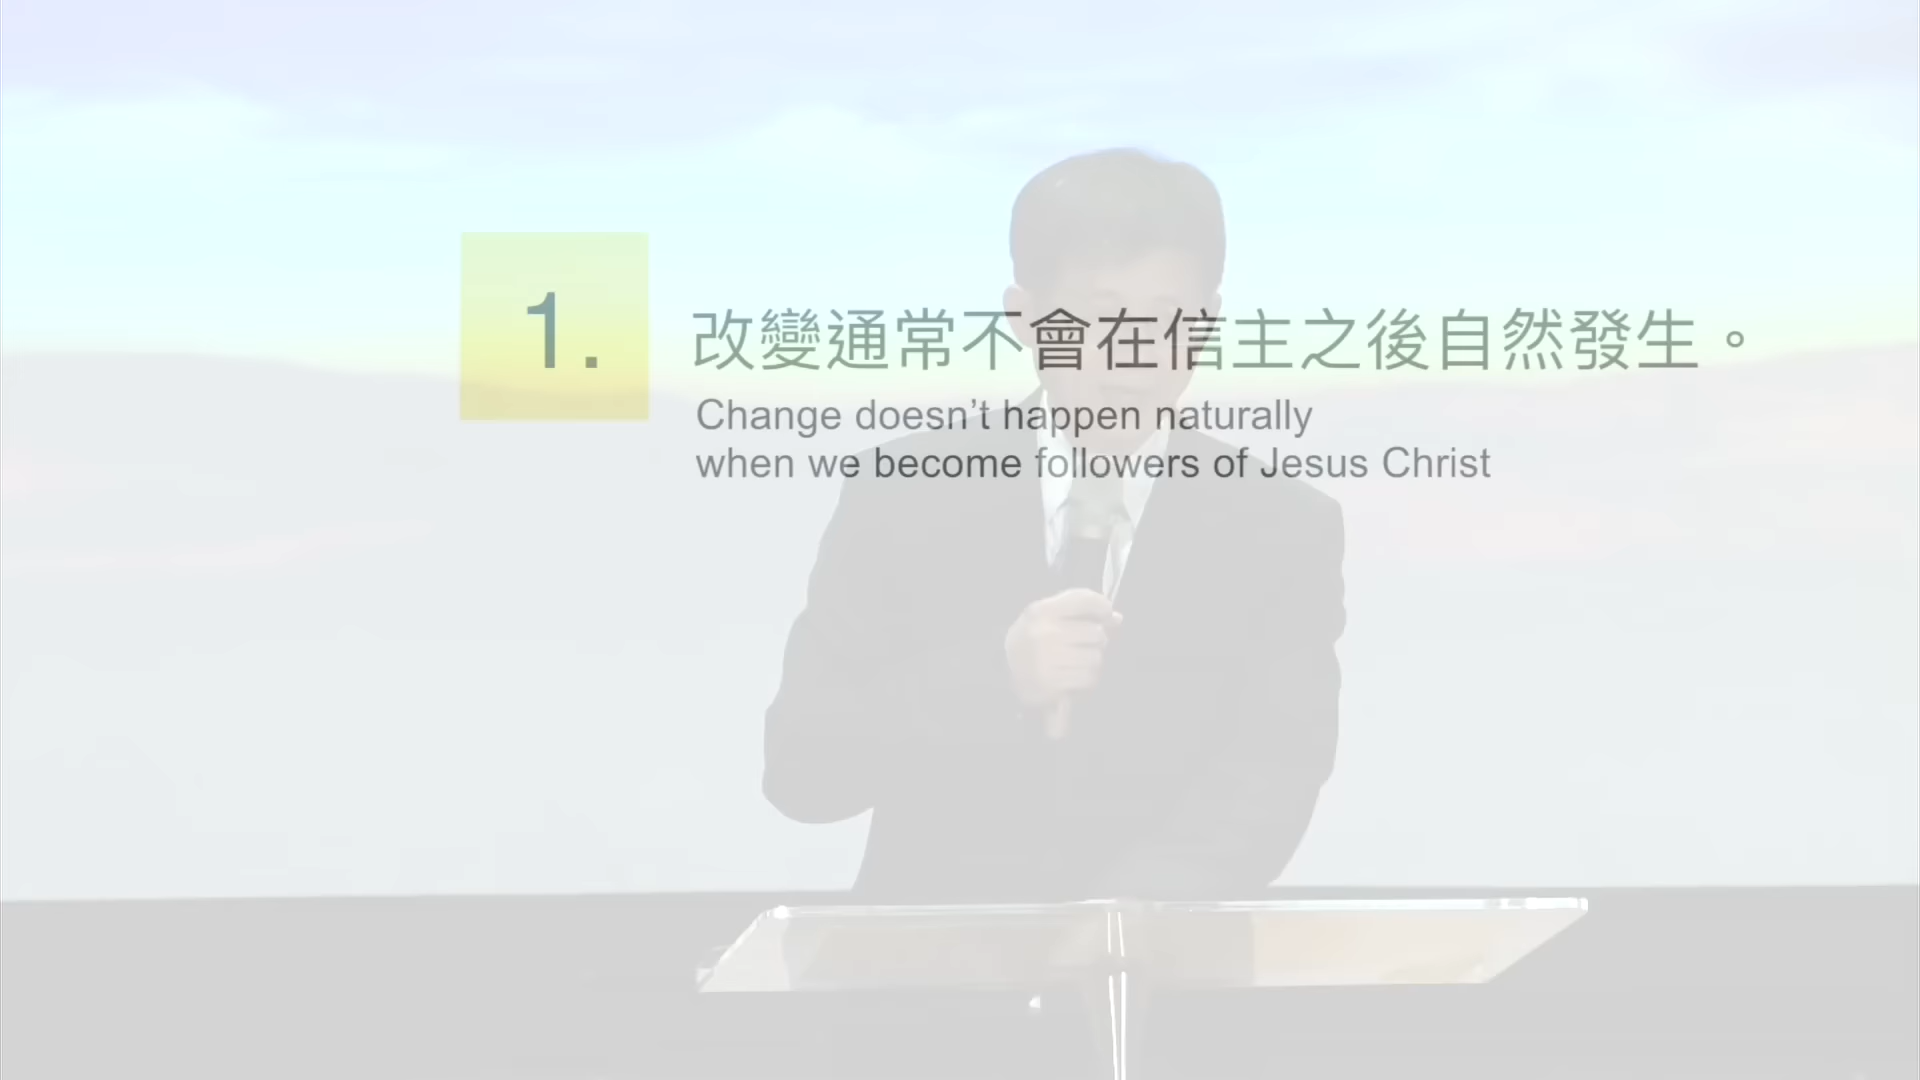 1.
改變通常不會在信主之後自然發生。
Change doesn’t happen naturally
when we become followers of Jesus Christ